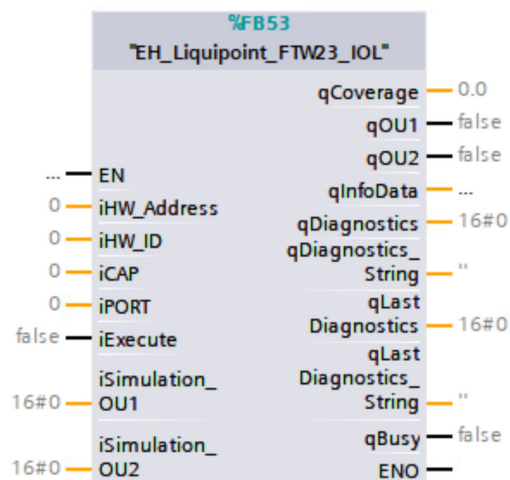 %FB53
"EH_Liquipoint_FTW23_IOL"
qCoverage 0.0
qOU1 false
qOU2 false
... EN
qInfoData ...
0 iHW_Address
qDiagnostics 16#0
0 iHW_ID
qDiagnostics_
String ''
0 iCAP
qLast
Diagnostics 16#0
0 iPORT
false iExecute
qLast
Diagnostics_
String ''
iSimulation_
16#0 OU1
qBusy false
iSimulation_
16#0 OU2
ENO